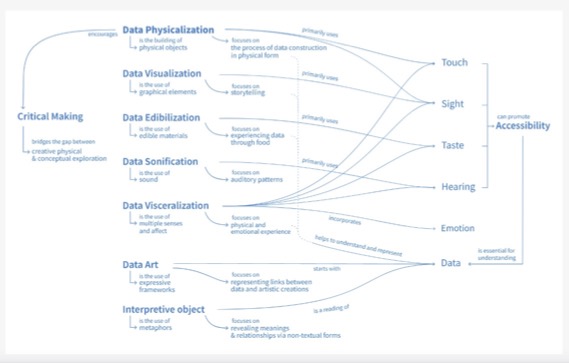 encourages
Data Physicalization
is the building of
physical objects
focuses on
the process of data construction
in physical form
primarily uses
Data Visualization
is the use of
graphical elements
focuses on
storytelling
primarily uses
Critical Making
bridges the gap between
creative physical
& conceptual exploration
Data Edibilization
is the use of
edible materials
focuses on
experiencing data
through food
primarily uses
Data Sonification
is the use of
sound
focuses on
auditory patterns
primarily uses
Data Visceralization
is the use of
multiple senses
and affect
focuses on
physical and
emotional experience
incorporates
helps to understand and represent
Data Art
is the use of
expressive
frameworks
focuses on
representing links between
data and artistic creations
starts with
Interpretive object
is the use of
metaphors
focuses on
revealing meanings
& relationships via non-textual forms
is a reading of
Touch
Sight
Taste
Hearing
Emotion
Data
can promote
Accessibility
is essential for
understanding